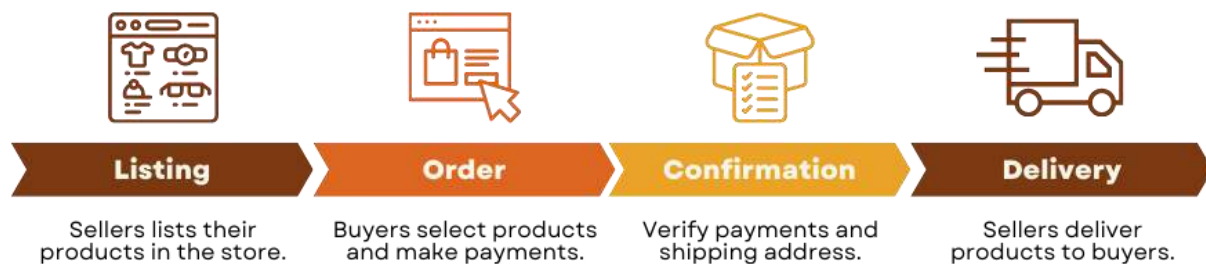 Listing
Order
Confirmation
Delivery
Sellers lists their
products in the store.
Buyers select products
and make payments.
Verify payments and
shipping address.
Sellers deliver
products to buyers.